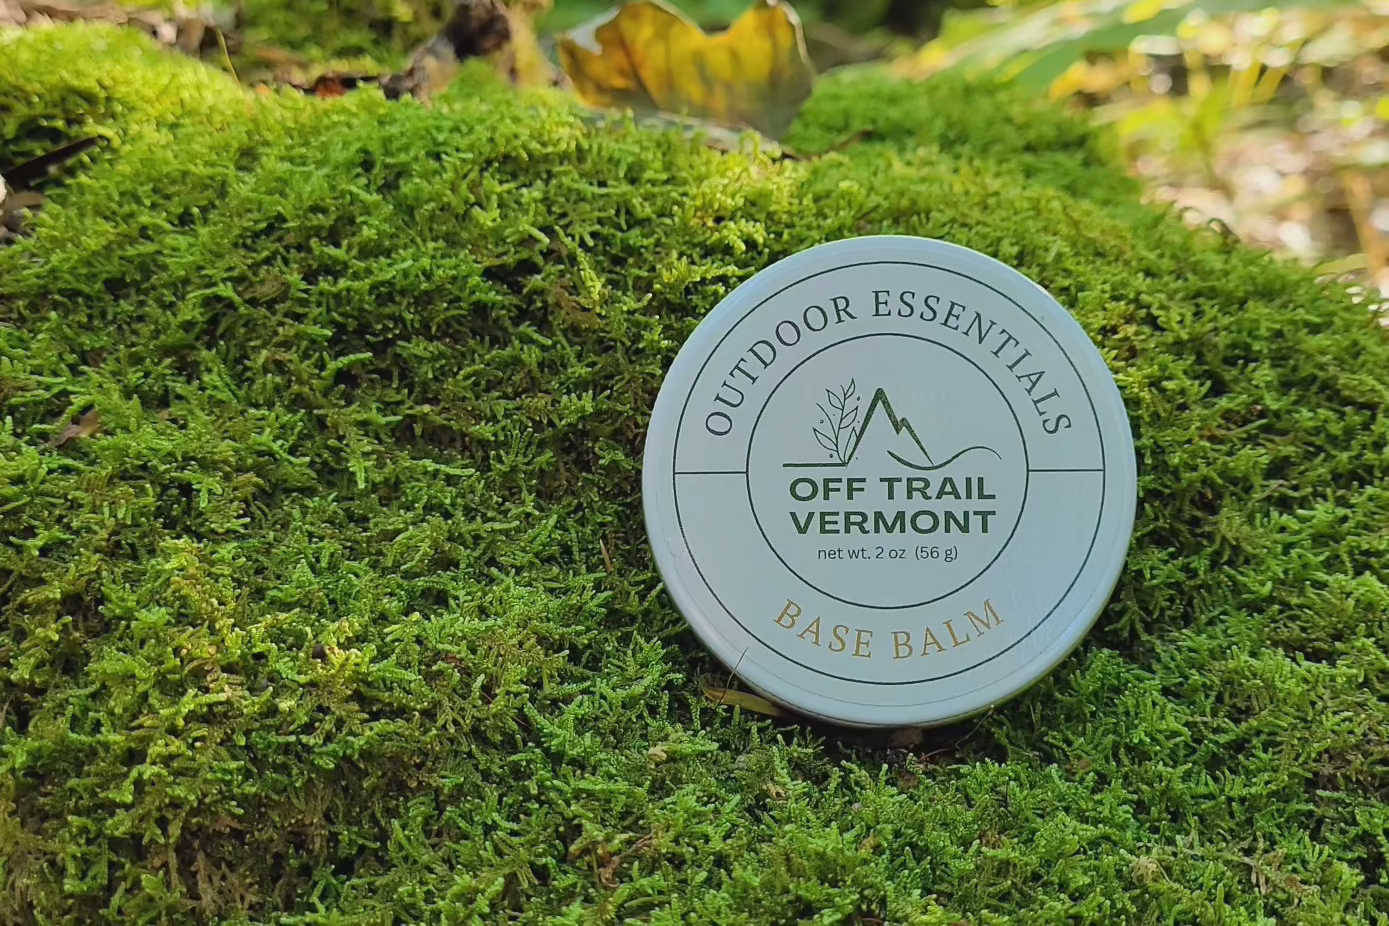 OUTDOOR ESSENTIALS
OFF TRAIL
VERMONT
net wt. 2 oz (56 g)
BASE BALM